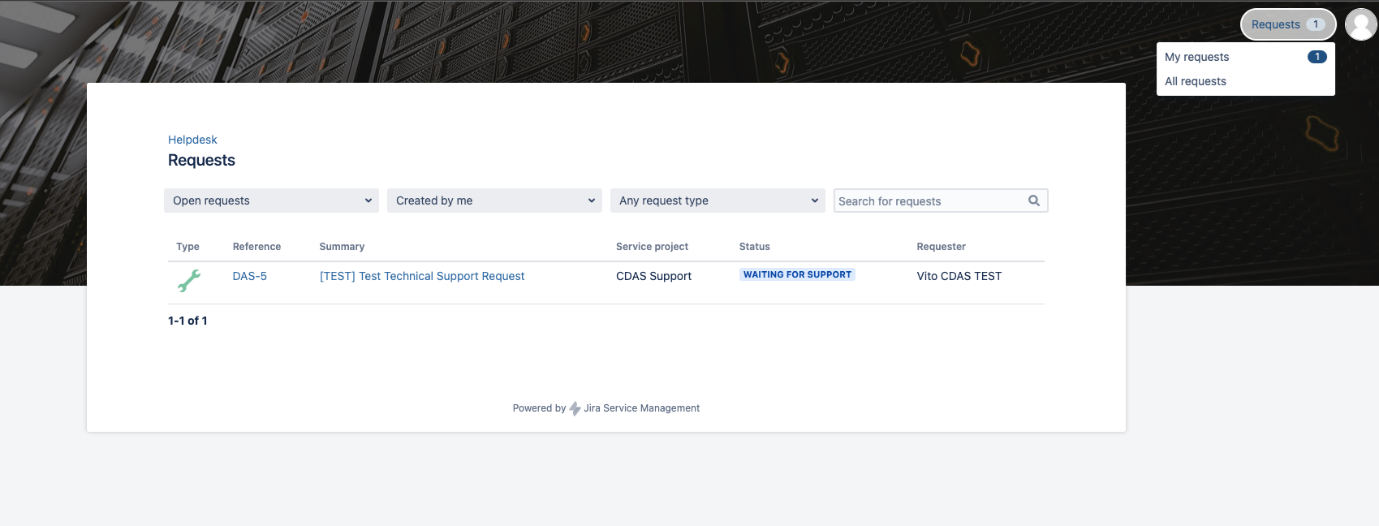 Requests 1
My requests 1
All requests
Helpdesk
Requests
Open requests Created by me Any request type Search for requests
Type Reference Summary Service project Status Requester
DAS-5 [TEST] Test Technical Support Request CDAS Support WAITING FOR SUPPORT Vito CDAS TEST
1-1 of 1
Powered by Jira Service Management